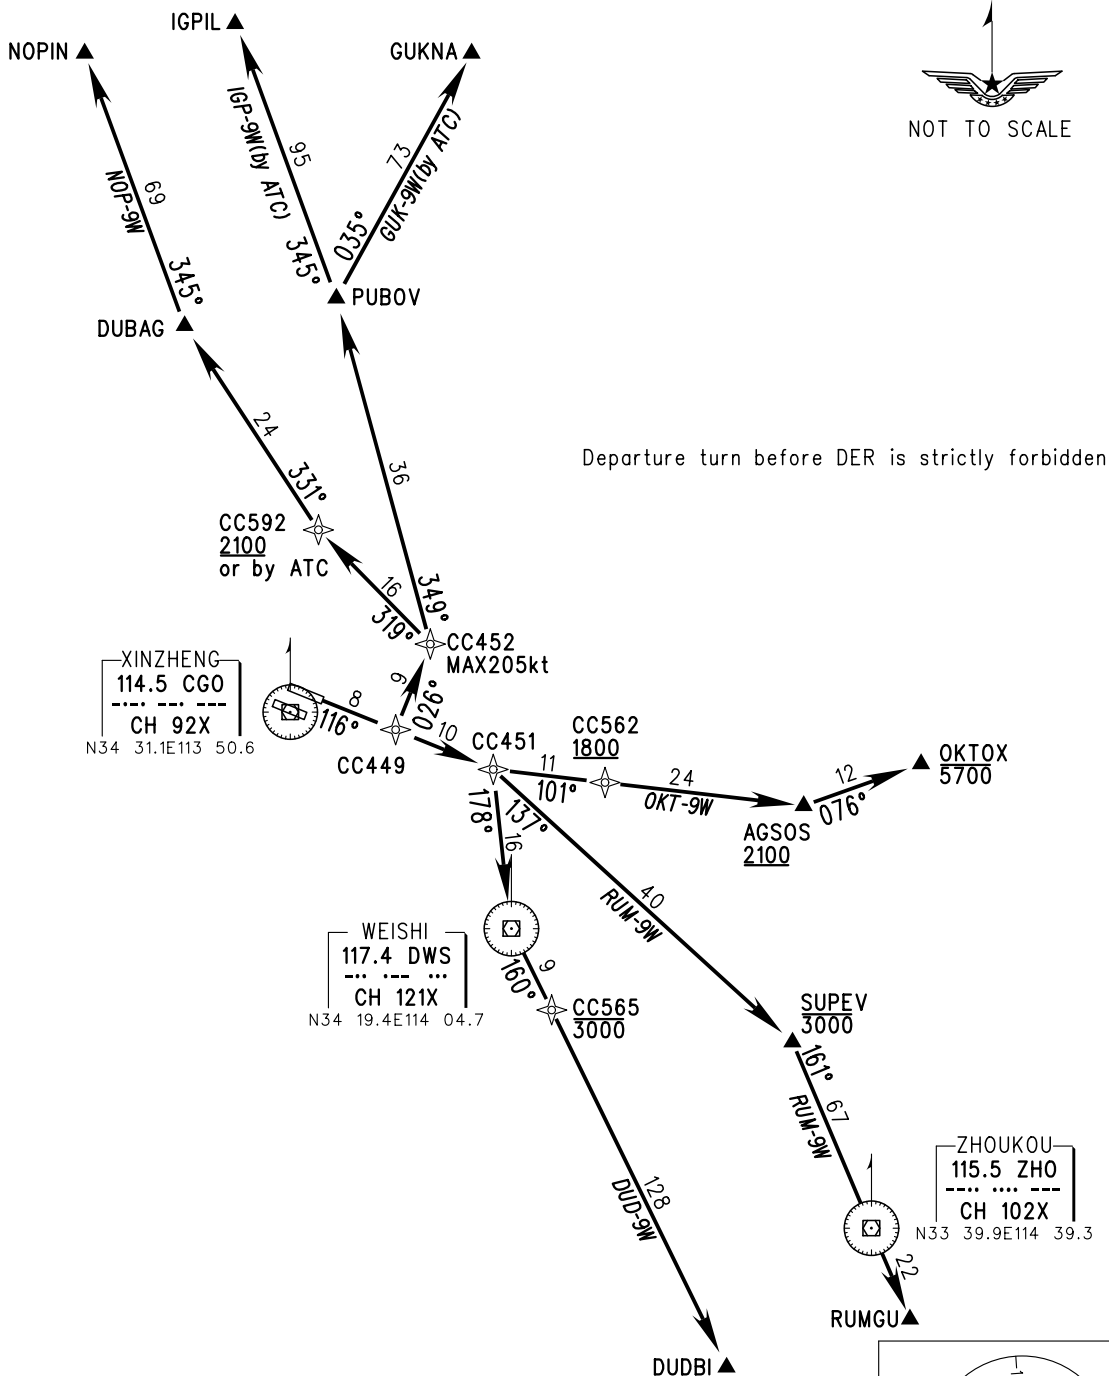 IGPIL
NOPIN
GUKNA
NOT TO SCALE
IGP-9W(by ATC)
95
73
GUK-9W(by ATC)
69
NOP-9W
345°
345°
035°
PUBOV
DUBAG
24
36
Departure turn before DER is strictly forbidden
331°
CC592
2100
or by ATC
16
319°
349°
CC452
MAX205kt
XINZHENG
114.5 CGO
CH 92X
N34 31.1E113 50.6
8
116°
9
026°
10
CC449
CC451
CC562
1800
11
101°
24
OKT-9W
12
076°
OKTOX
5700
AGSOS
2100
178°
137°
16
40
RUM-9W
WEISHI
117.4 DWS
CH 121X
N34 19.4E114 04.7
9
160°
CC565
3000
SUPEV
3000
161°
67
RUM-9W
128
DUD-9W
ZHOUKOU
115.5 ZHO
CH 102X
N33 39.9E114 39.3
22
RUMGU
DUDBI